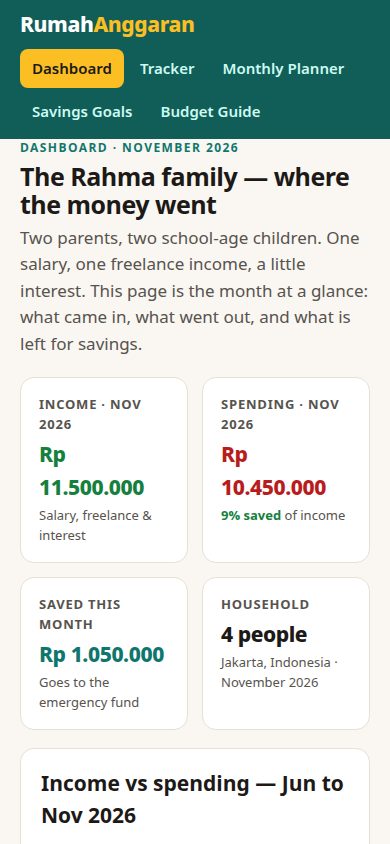 RumahAnggaran
Dashboard Tracker Monthly Planner
Savings Goals Budget Guide
DASHBOARD · NOVEMBER 2026
The Rahma family — where
the money went
Two parents, two school-age children. One
salary, one freelance income, a little
interest. This page is the month at a glance:
what came in, what went out, and what is
left for savings.
INCOME · NOV
2026
Rp
11.500.000
Salary, freelance &
interest
SPENDING · NOV
2026
Rp
10.450.000
9% saved of income
SAVED THIS
MONTH
Rp 1.050.000
Goes to the
emergency fund
HOUSEHOLD
4 people
Jakarta, Indonesia ·
November 2026
Income vs spending — Jun to
Nov 2026